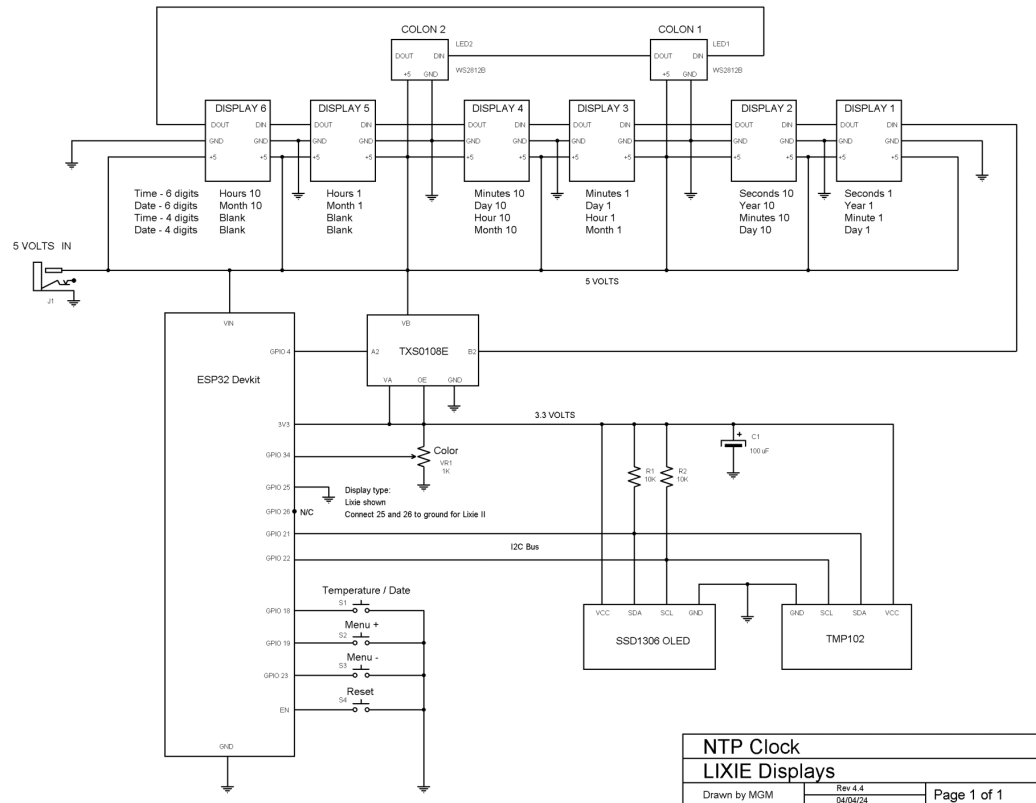 COLON 2
COLON 1
LED2
LED1
DOUT DIN
DOUT DIN
WS2812B
WS2812B
+5 GND
+5 GND
DISPLAY 6
DISPLAY 5
DISPLAY 4
DISPLAY 3
DISPLAY 2
DISPLAY 1
DOUT DIN
DOUT DIN
DOUT DIN
DOUT DIN
DOUT DIN
DOUT DIN
GND GND
GND GND
GND GND
GND GND
GND GND
GND GND
+5 +5
+5 +5
+5 +5
+5 +5
+5 +5
+5 +5
Time - 6 digits Hours 10 Hours 1 Minutes 10 Minutes 1 Seconds 10 Seconds 1
Date - 6 digits Month 10 Month 1 Day 10 Day 1 Year 10 Year 1
Time - 4 digits Blank Blank Hour 10 Hour 1 Minutes 10 Minute 1
Date - 4 digits Blank Blank Month 10 Month 1 Day 10 Day 1
5 VOLTS IN
J1
5 VOLTS
VIN
VB
GPIO 4
A2
TXS0108E
B2
ESP32 Devkit
VA OE GND
3V3
3.3 VOLTS
GPIO 34
Color
VR1
1K
C1
+
100 uF
R1
10K
R2
10K
GPIO 25
Display type:
Lixie shown
Connect 25 and 26 to ground for Lixie II
GPIO 26
N/C
GPIO 21
GPIO 22
I2C Bus
Temperature / Date
GPIO 18
S1
Menu +
GPIO 19
S2
Menu -
GPIO 23
S3
Reset
EN
S4
GND
VCC SDA SCL GND
SSD1306 OLED
GND SCL SDA VCC
TMP102
NTP Clock
LIXIE Displays
Drawn by MGM
Rev 4.4
04/04/24
Page 1 of 1